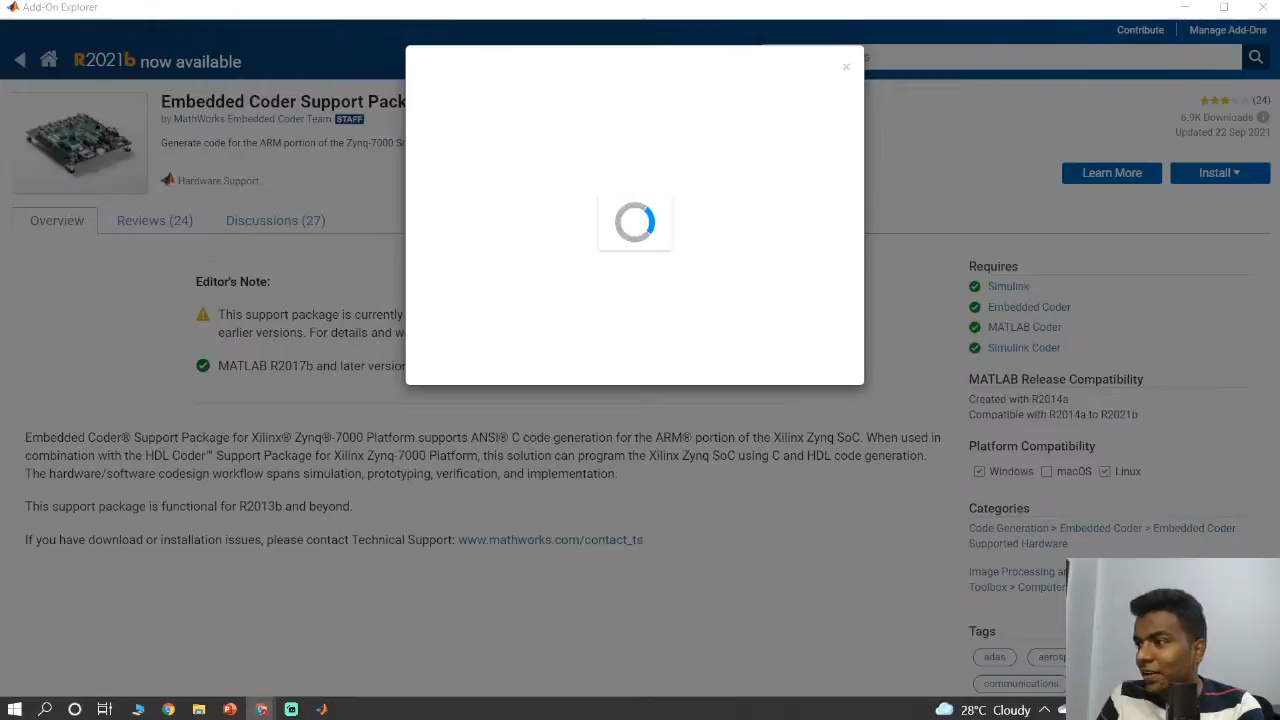 Add-On Explorer
Contribute
Manage Add-Ons
R2021b now available
Embedded Coder Support Pack
by MathWorks Embedded Coder Team STAFF
Generate code for the ARM portion of the Zynq-7000 S
Hardware Support
(24)
6.9K Downloads
Updated 22 Sep 2021
Learn More
Install
Overview
Reviews (24)
Discussions (27)
Editor's Note:
This support package is currently
earlier versions. For details and w
MATLAB R2017b and later version
Embedded Coder® Support Package for Xilinx® Zynq®-7000 Platform supports ANSI® C code generation for the ARM® portion of the Xilinx Zynq SoC. When used in
combination with the HDL Coder™ Support Package for Xilinx Zynq-7000 Platform, this solution can program the Xilinx Zynq SoC using C and HDL code generation.
The hardware/software codesign workflow spans simulation, prototyping, verification, and implementation.
This support package is functional for R2013b and beyond.
If you have download or installation issues, please contact Technical Support: www.mathworks.com/contact_ts
Requires
Simulink
Embedded Coder
MATLAB Coder
Simulink Coder
MATLAB Release Compatibility
Created with R2014a
Compatible with R2014a to R2021b
Platform Compatibility
Windows
macOS
Linux
Categories
Code Generation > Embedded Coder > Embedded Coder
Supported Hardware
Image Processing a
Toolbox > Computer
Tags
adas
aerosp
communications
28°C Cloudy